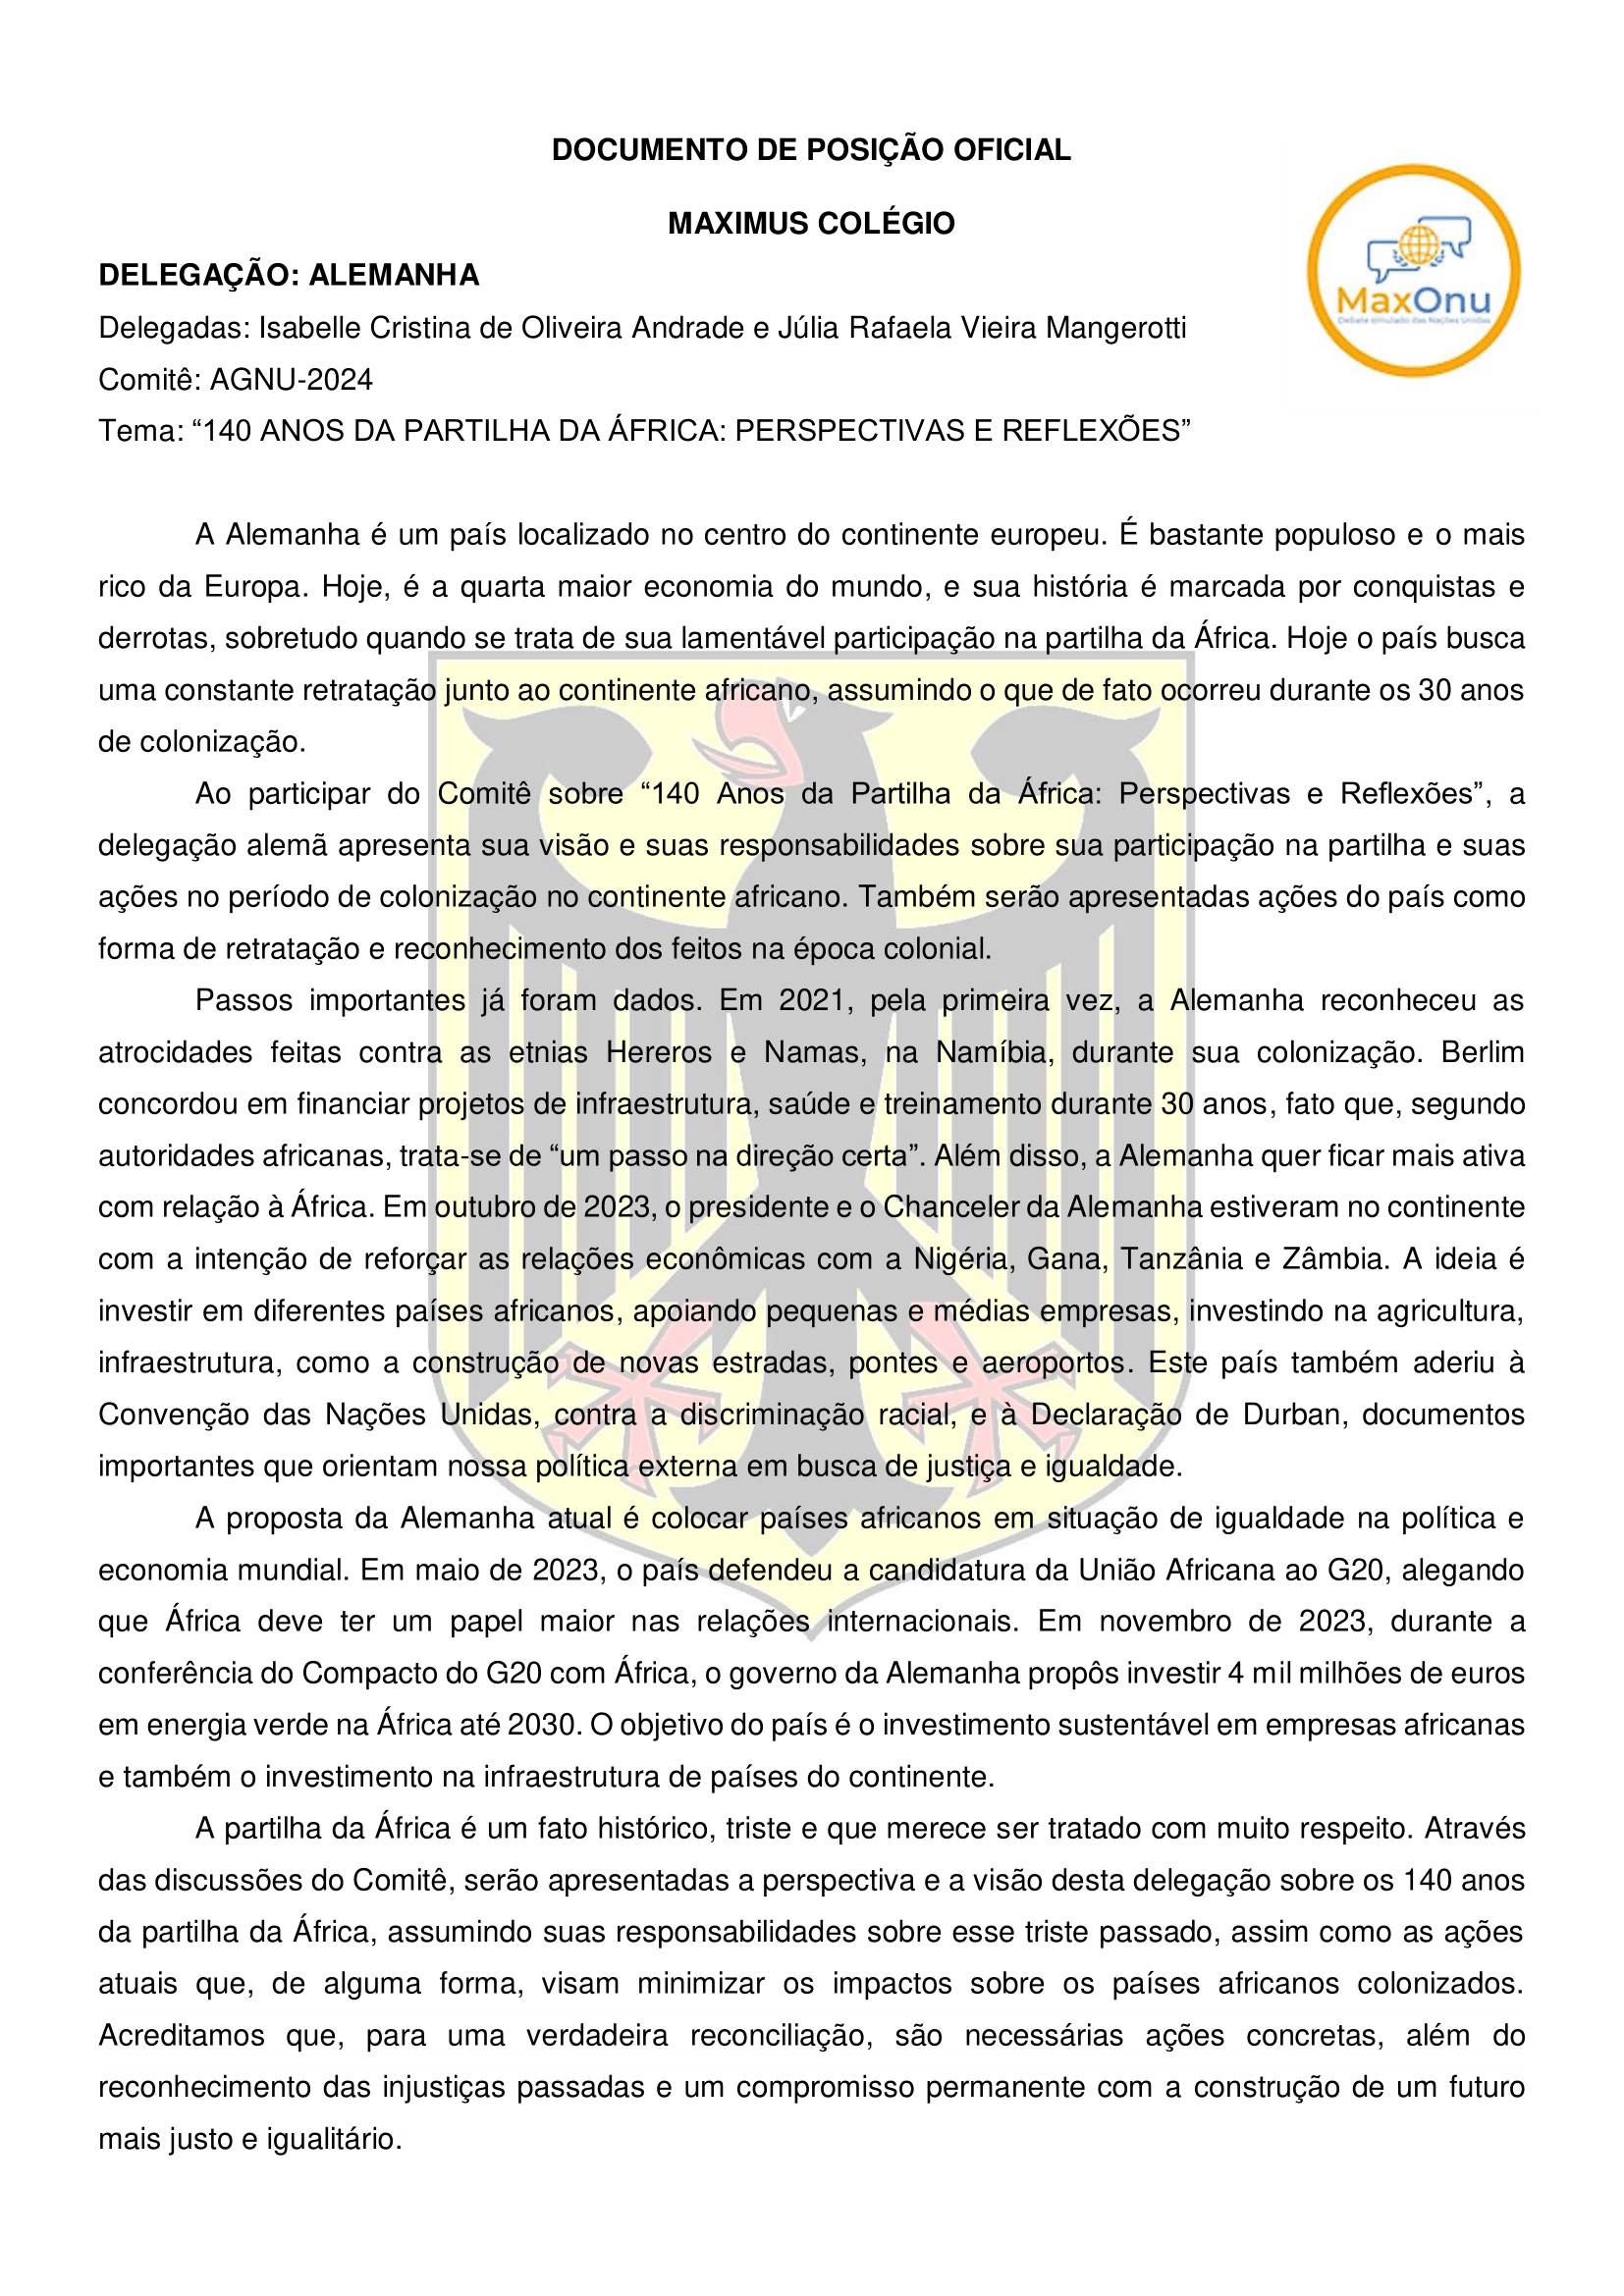 DOCUMENTO DE POSIÇÃO OFICIAL
MAXIMUS COLÉGIO
DELEGAÇÃO: ALEMANHA
Delegadas: Isabelle Cristina de Oliveira Andrade e Júlia Rafaela Vieira Mangerotti
Comitê: AGNU-2024
Tema: “140 ANOS DA PARTILHA DA ÁFRICA: PERSPECTIVAS E REFLEXÕES”
MaxOnu
Debate simulado das Nações Unidas
A Alemanha é um país localizado no centro do continente europeu. É bastante populoso e o mais
rico da Europa. Hoje, é a quarta maior economia do mundo, e sua história é marcada por conquistas e
derrotas, sobretudo quando se trata de sua lamentável participação na partilha da África. Hoje o país busca
uma constante retratação junto ao continente africano, assumindo o que de fato ocorreu durante os 30 anos
de colonização.
Ao participar do Comitê sobre “140 Anos da Partilha da África: Perspectivas e Reflexões”, a
delegação alemã apresenta sua visão e suas responsabilidades sobre sua participação na partilha e suas
ações no período de colonização no continente africano. Também serão apresentadas ações do país como
forma de retratação e reconhecimento dos feitos na época colonial.
Passos importantes já foram dados. Em 2021, pela primeira vez, a Alemanha reconheceu as
atrocidades feitas contra as etnias Hereros e Namas, na Namíbia, durante sua colonização. Berlim
concordou em financiar projetos de infraestrutura, saúde e treinamento durante 30 anos, fato que, segundo
autoridades africanas, trata-se de “um passo na direção certa”. Além disso, a Alemanha quer ficar mais ativa
com relação à África. Em outubro de 2023, o presidente e o Chanceler da Alemanha estiveram no continente
com a intenção de reforçar as relações econômicas com a Nigéria, Gana, Tanzânia e Zâmbia. A ideia é
investir em diferentes países africanos, apoiando pequenas e médias empresas, investindo na agricultura,
infraestrutura, como a construção de novas estradas, pontes e aeroportos. Este país também aderiu à
Convenção das Nações Unidas, contra a discriminação racial, e à Declaração de Durban, documentos
importantes que orientam nossa política externa em busca de justiça e igualdade.
A proposta da Alemanha atual é colocar países africanos em situação de igualdade na política e
economia mundial. Em maio de 2023, o país defendeu a candidatura da União Africana ao G20, alegando
que África deve ter um papel maior nas relações internacionais. Em novembro de 2023, durante a
conferência do Compacto do G20 com África, o governo da Alemanha propôs investir 4 mil milhões de euros
em energia verde na África até 2030. O objetivo do país é o investimento sustentável em empresas africanas
e também o investimento na infraestrutura de países do continente.
A partilha da África é um fato histórico, triste e que merece ser tratado com muito respeito. Através
das discussões do Comitê, serão apresentadas a perspectiva e a visão desta delegação sobre os 140 anos
da partilha da África, assumindo suas responsabilidades sobre esse triste passado, assim como as ações
atuais que, de alguma forma, visam minimizar os impactos sobre os países africanos colonizados.
Acreditamos que, para uma verdadeira reconciliação, são necessárias ações concretas, além do
reconhecimento das injustiças passadas e um compromisso permanente com a construção de um futuro
mais justo e igualitário.